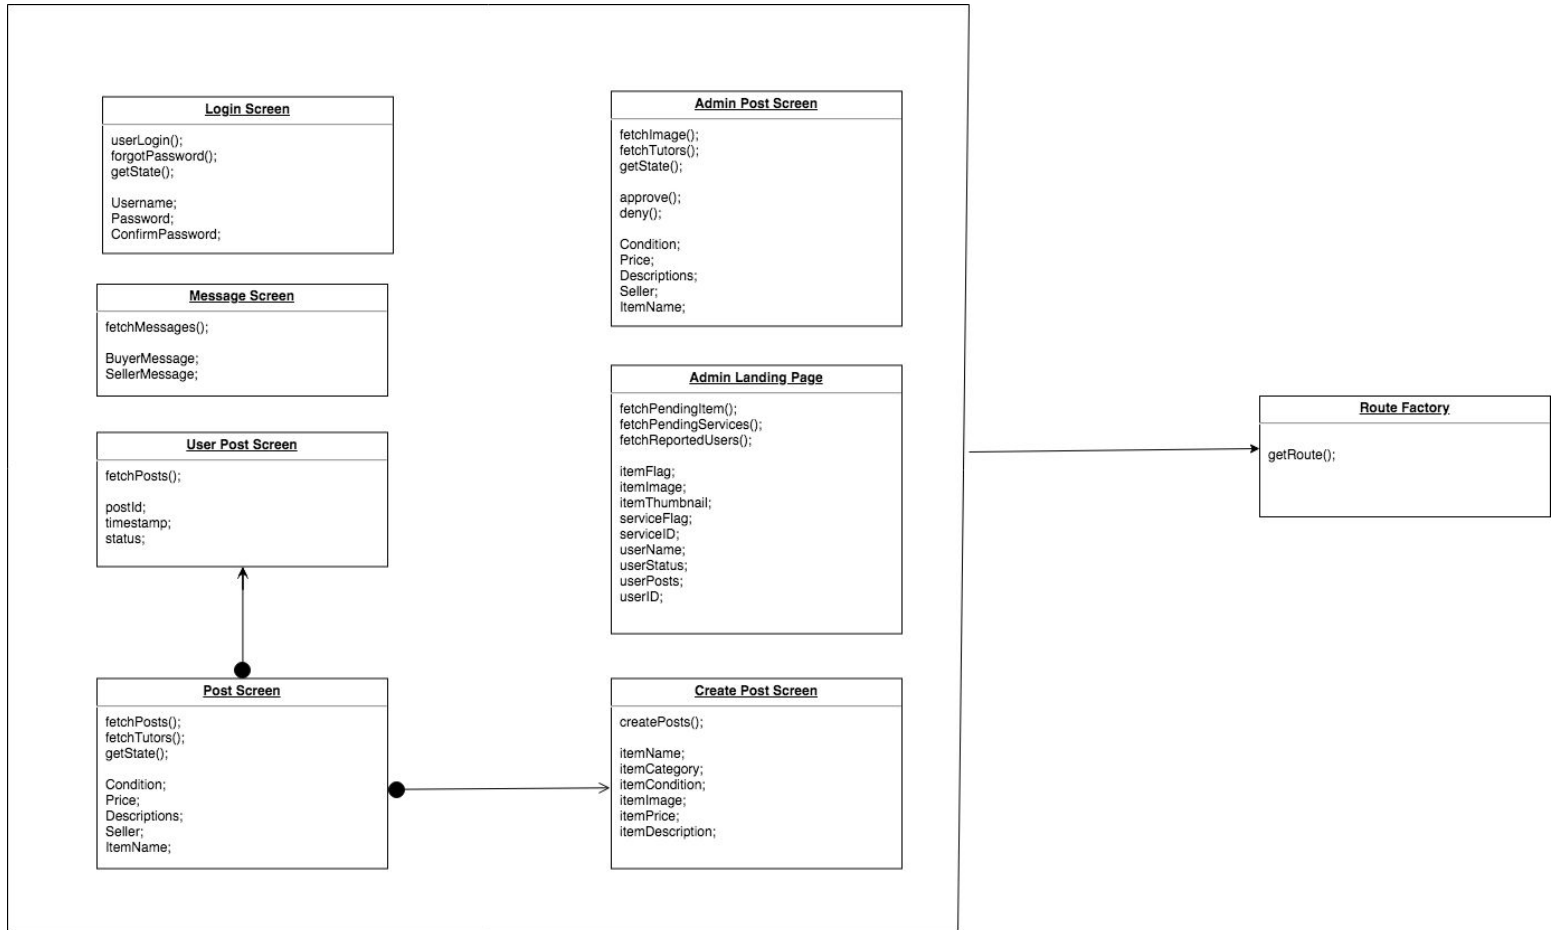 Login Screen
userLogin();
forgotPassword();
getState();
Username;
Password;
ConfirmPassword;
Message Screen
fetchMessages();
BuyerMessage;
SellerMessage;
User Post Screen
fetchPosts();
postId;
timestamp;
status;
Post Screen
fetchPosts();
fetchTutors();
getState();
Condition;
Price;
Descriptions;
Seller;
ItemName;
Admin Post Screen
fetchImage();
fetchTutors();
getState();
approve();
deny();
Condition;
Price;
Descriptions;
Seller;
ItemName;
Admin Landing Page
fetchPendingItem();
fetchPendingServices();
fetchReportedUsers();
itemFlag;
itemImage;
itemThumbnail;
serviceFlag;
serviceID;
userName;
userStatus;
userPosts;
userID;
Create Post Screen
createPosts();
itemName;
itemCategory;
itemCondition;
itemImage;
itemPrice;
itemDescription;
Route Factory
getRoute();